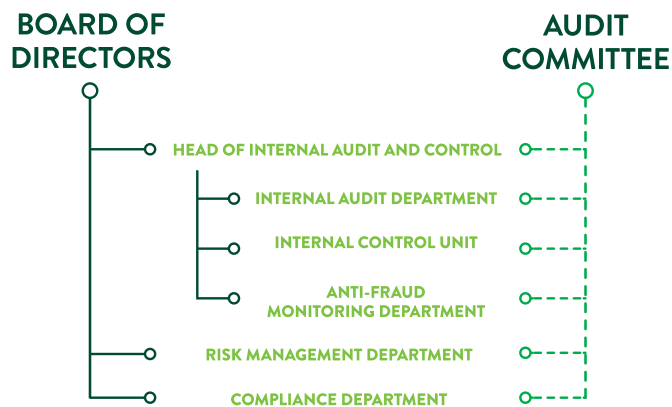 BOARD OF
DIRECTORS
AUDIT
COMMITTEE
HEAD OF INTERNAL AUDIT AND CONTROL
INTERNAL AUDIT DEPARTMENT
INTERNAL CONTROL UNIT
ANTI-FRAUD
MONITORING DEPARTMENT
RISK MANAGEMENT DEPARTMENT
COMPLIANCE DEPARTMENT